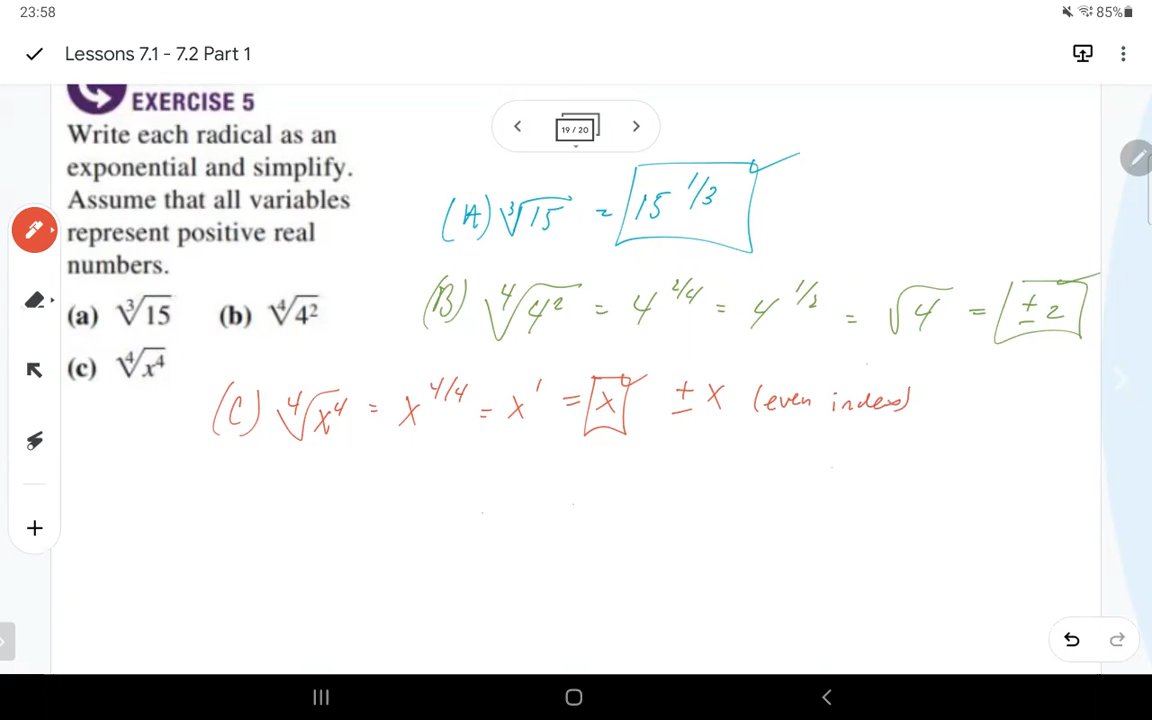 23:58 85%
Lessons 7.1 - 7.2 Part 1
EXERCISE 5
19 / 20
Write each radical as an
exponential and simplify.
Assume that all variables
represent positive real
numbers.
(a) ∛15 (b) ∜4²
(c) ∜x⁴
(A) ∛15 = 15^1/3
(B) ∜4² = 4^2/4 = 4^1/2 = √4 = ±2
(C) ∜x⁴ = x^4/4 = x^1 = x ± x (even index)